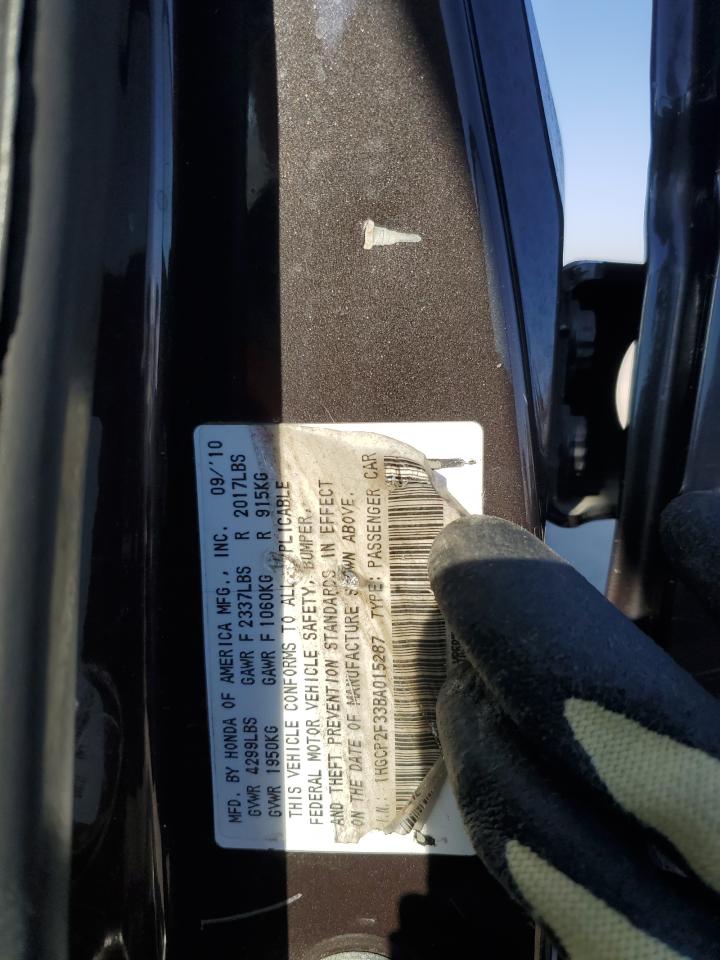 MFD. BY HONDA OF AMERICA MFG., INC. 09/'10
GVWR 4299LBS GAWR F 2337LBS R 2017LBS
GVWR 1950KG GAWR F 1060KG R 915KG
THIS VEHICLE CONFORMS TO ALL APPLICABLE
FEDERAL MOTOR VEHICLE SAFETY, BUMPER,
AND THEFT PREVENTION STANDARDS IN EFFECT
ON THE DATE OF MANUFACTURE SHOWN ABOVE.
1HGCP2F33BA015287 TYPE: PASSENGER CAR